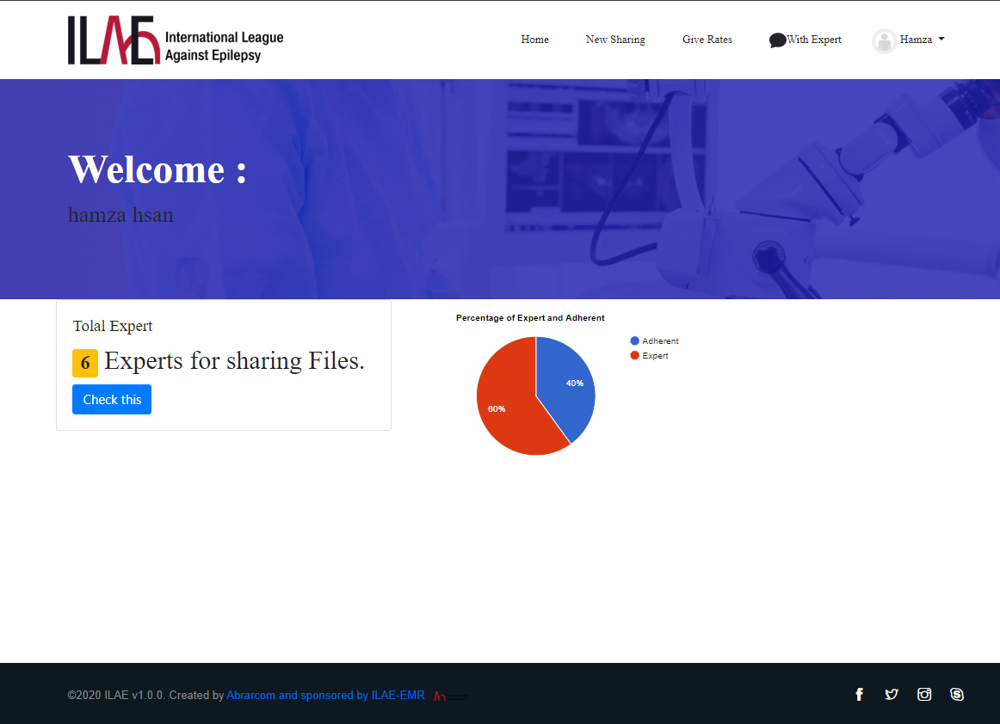 ILAE International League
Against Epilepsy
Home New Sharing Give Rates With Expert Hamza
Welcome :
hamza hsan
Tolal Expert
6 Experts for sharing Files.
Check this
Percentage of Expert and Adherent
Adherent
Expert
40%
60%
©2020 ILAE v1.0.0. Created by Abrarcom and sponsored by ILAE-EMR